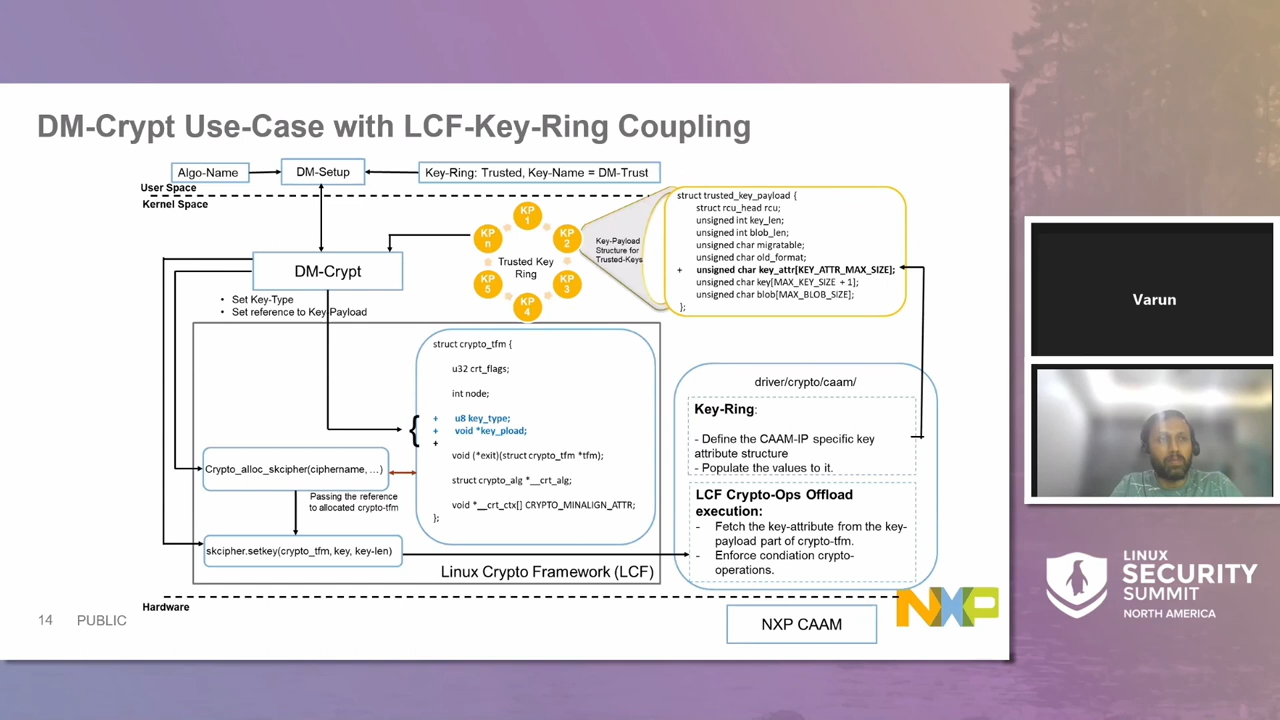 DM-Crypt Use-Case with LCF-Key-Ring Coupling
Algo-Name
DM-Setup
Key-Ring: Trusted, Key-Name = DM-Trust
User Space
Kernel Space
DM-Crypt
• Set Key-Type
• Set reference to Key Payload
KP
1
KP
2
KP
3
KP
4
KP
5
KP
n
Trusted Key
Ring
Key-Payload
Structure for
Trusted-Keys
struct trusted_key_payload {
struct rcu_head rcu;
unsigned int key_len;
unsigned int blob_len;
unsigned char migratable;
unsigned char old_format;
+ unsigned char key_attr[KEY_ATTR_MAX_SIZE];
unsigned char key[MAX_KEY_SIZE + 1];
unsigned char blob[MAX_BLOB_SIZE];
};
struct crypto_tfm {
u32 crt_flags;
int node;
+ u8 key_type;
+ void *key_pload;
+
void (*exit)(struct crypto_tfm *tfm);
struct crypto_alg *__crt_alg;
void *__crt_ctx[] CRYPTO_MINALIGN_ATTR;
};
Crypto_alloc_skcipher(ciphername, ...)
Passing the reference
to allocated crypto-tfm
skcipher.setkey(crypto_tfm, key, key-len)
Linux Crypto Framework (LCF)
driver/crypto/caam/
Key-Ring:
- Define the CAAM-IP specific key
attribute structure
- Populate the values to it.
LCF Crypto-Ops Offload
execution:
- Fetch the key-attribute from the key-
payload part of crypto-tfm.
- Enforce condiation crypto-
operations.
Hardware
NXP CAAM
NXP
14 PUBLIC
Varun
LINUX
SECURITY
SUMMIT
NORTH AMERICA